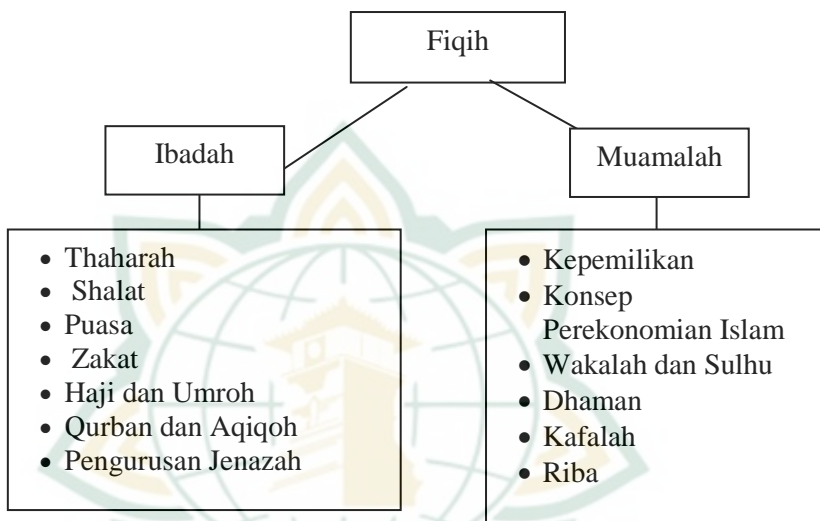 Fiqih
Ibadah
Muamalah
• Thaharah
• Shalat
• Puasa
• Zakat
• Haji dan Umroh
• Qurban dan Aqiqoh
• Pengurusan Jenazah
• Kepemilikan
• Konsep
Perekonomian Islam
• Wakalah dan Sulhu
• Dhaman
• Kafalah
• Riba